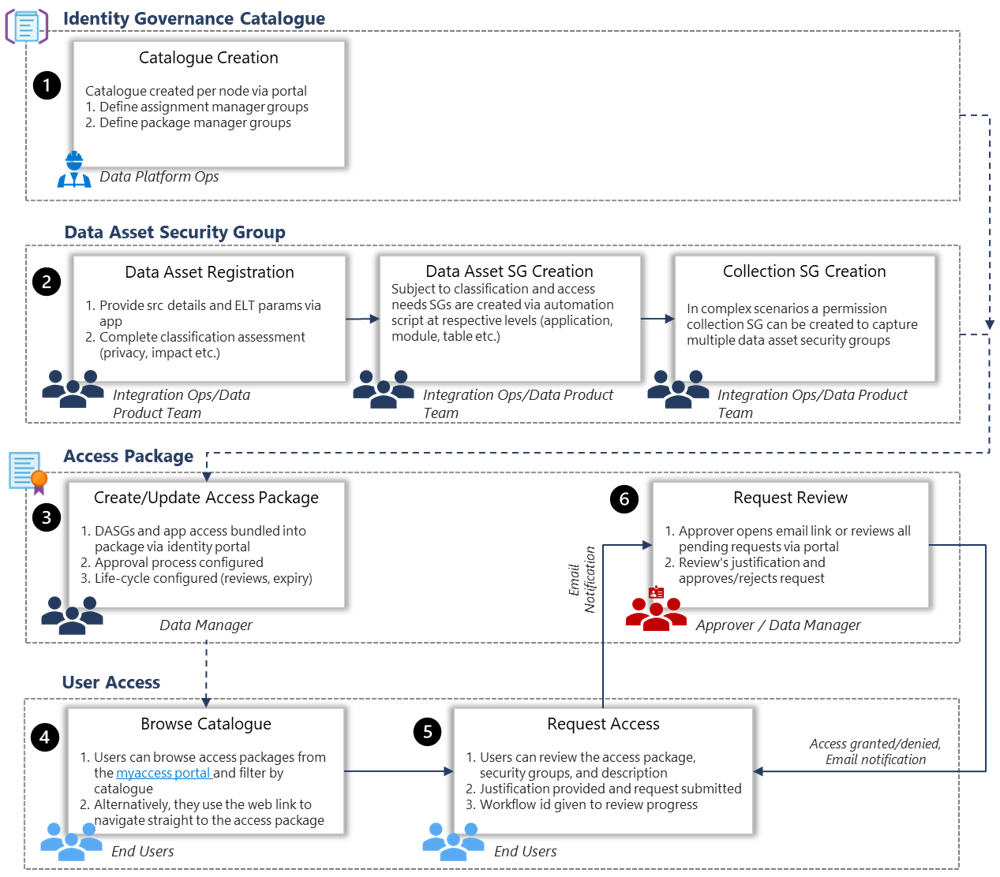 Identity Governance Catalogue
1
Catalogue Creation
Catalogue created per node via portal
1. Define assignment manager groups
2. Define package manager groups
Data Platform Ops
Data Asset Security Group
2
Data Asset Registration
1. Provide src details and ELT params via
app
2. Complete classification assessment
(privacy, impact etc.)
Integration Ops/Data
Product Team
Data Asset SG Creation
Subject to classification and access
needs SGs are created via automation
script at respective levels (application,
module, table etc.)
Integration Ops/Data Product
Team
Collection SG Creation
In complex scenarios a permission
collection SG can be created to capture
multiple data asset security groups
Integration Ops/Data Product
Team
Access Package
3
Create/Update Access Package
1. DASGs and app access bundled into
package via identity portal
2. Approval process configured
3. Life-cycle configured (reviews, expiry)
Data Manager
Email
Notification
6
Request Review
1. Approver opens email link or reviews all
pending requests via portal
2. Review's justification and
approves/rejects request
Approver / Data Manager
User Access
4
Browse Catalogue
1. Users can browse access packages from
the myaccess portal and filter by
catalogue
2. Alternatively, they use the web link to
navigate straight to the access package
End Users
5
Request Access
1. Users can review the access package,
security groups, and description
2. Justification provided and request submitted
3. Workflow id given to review progress
End Users
Access granted/denied,
Email notification